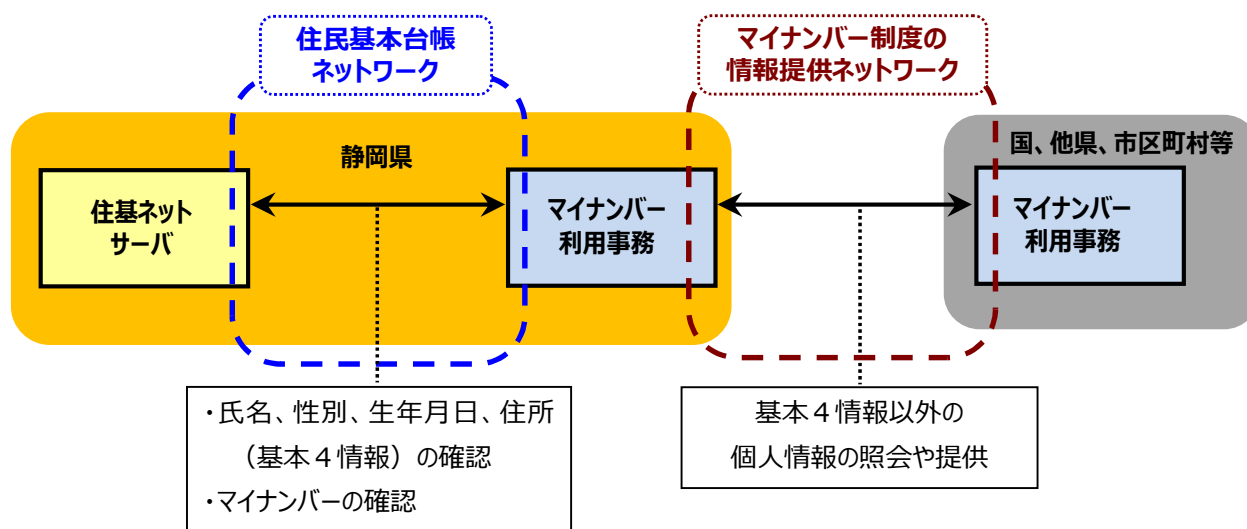 住民基本台帳
ネットワーク
マイナンバー制度の
情報提供ネットワーク
静岡県
国、他県、市区町村等
住基ネット
サーバ
マイナンバー
利用事務
マイナンバー
利用事務
・氏名、性別、生年月日、住所
（基本４情報）の確認
・マイナンバーの確認
基本４情報以外の
個人情報の照会や提供